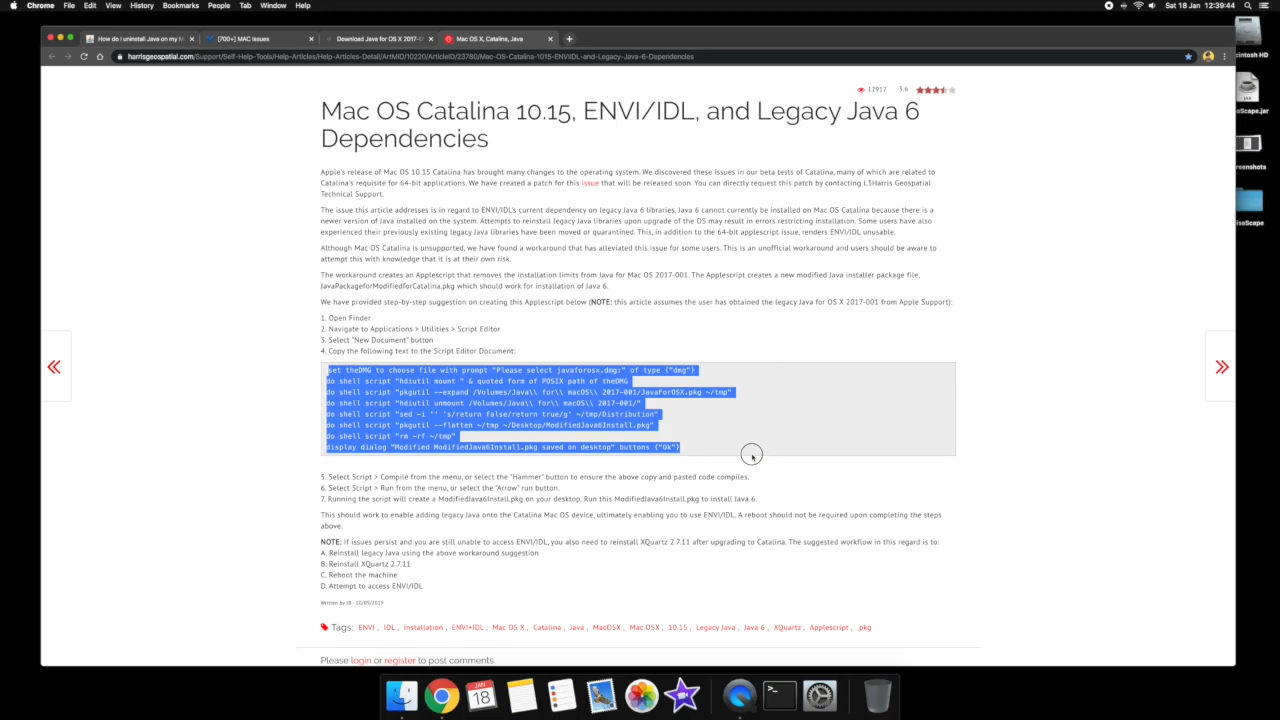 Chrome File Edit View History Bookmarks People Tab Window Help Sat 18 Jan 12:39:44
How do I uninstall Java on my M [700+] MAC Issues Download Java for OS X 2017-0 Mac OS X, Catalina, Java
harrisgeospatial.com/Support/Self-Help-Tools/Help-Articles/Help-Articles-Detail/ArtMID/10220/ArticleID/23780/Mac-OS-Catalina-1015-ENVIIDL-and-Legacy-Java-6-Dependencies
12917 3.6
Mac OS Catalina 10.15, ENVI/IDL, and Legacy Java 6
Dependencies
Apple's release of Mac OS 10.15 Catalina has brought many changes to the operating system. We discovered these issues in our beta tests of Catalina, many of which are related to
Catalina's requisite for 64-bit applications. We have created a patch for this issue that will be released soon. You can directly request this patch by contacting L3Harris Geospatial
Technical Support.
The issue this article addresses is in regard to ENVI/IDL's current dependency on legacy Java 6 libraries. Java 6 cannot currently be installed on Mac OS Catalina because there is a
newer version of Java installed on the system. Attempts to reinstall legacy Java libraries upon upgrade of the OS may result in errors restricting installation. Some users have also
experienced their previously existing legacy Java libraries have been moved or quarantined. This, in addition to the 64-bit applescript issue, renders ENVI/IDL unusable.
Although Mac OS Catalina is unsupported, we have found a workaround that has alleviated this issue for some users. This is an unofficial workaround and users should be aware to
attempt this with knowledge that it is at their own risk.
The workaround creates an Applescript that removes the installation limits from Java for Mac OS 2017-001. The Applescript creates a new modified Java installer package file,
JavaPackageforModifiedforCatalina.pkg which should work for installation of Java 6.
We have provided step-by-step suggestion on creating this Applescript below (NOTE: this article assumes the user has obtained the legacy Java for OS X 2017-001 from Apple Support):
1. Open Finder
2. Navigate to Applications > Utilities > Script Editor
3. Select "New Document" button
4. Copy the following text to the Script Editor Document:
set theDMG to choose file with prompt "Please select javaforosx.dmg:" of type {"dmg"}
do shell script "hdiutil mount " & quoted form of POSIX path of theDMG
do shell script "pkgutil --expand /Volumes/Java\\ for\\ macOS\\ 2017-001/JavaForOSX.pkg ~/tmp"
do shell script "hdiutil unmount /Volumes/Java\\ for\\ macOS\\ 2017-001/"
do shell script "sed -i '' 's/return false/return true/g' ~/tmp/Distribution"
do shell script "pkgutil --flatten ~/tmp ~/Desktop/ModifiedJava6Install.pkg"
do shell script "rm -rf ~/tmp"
display dialog "Modified ModifiedJava6Install.pkg saved on desktop" buttons {"Ok"}
5. Select Script > Compile from the menu, or select the "Hammer" button to ensure the above copy and pasted code compiles.
6. Select Script > Run from the menu, or select the "Arrow" run button.
7. Running the script will create a ModifiedJava6Install.pkg on your desktop. Run this ModifiedJava6Install.pkg to install Java 6.
This should work to enable adding legacy Java onto the Catalina Mac OS device, ultimately enabling you to use ENVI/IDL. A reboot should not be required upon completing the steps
above.
NOTE: If issues persist and you are still unable to access ENVI/IDL, you also need to reinstall XQuartz 2.7.11 after upgrading to Catalina. The suggested workflow in this regard is to:
A. Reinstall legacy Java using the above workaround suggestion
B. Reinstall XQuartz 2.7.11
C. Reboot the machine
D. Attempt to access ENVI/IDL
Written by JB - 10/09/2019
Tags: ENVI , IDL , Installation , ENVI+IDL , Mac OS X , Catalina , Java , MacOSX , Mac OSX , 10.15 , Legacy Java , Java 6 , XQuartz , Applescript , .pkg
Please login or register to post comments.
cintosh HD
JAR
ssScape.jar
eenshots
ssScape
JAN
18